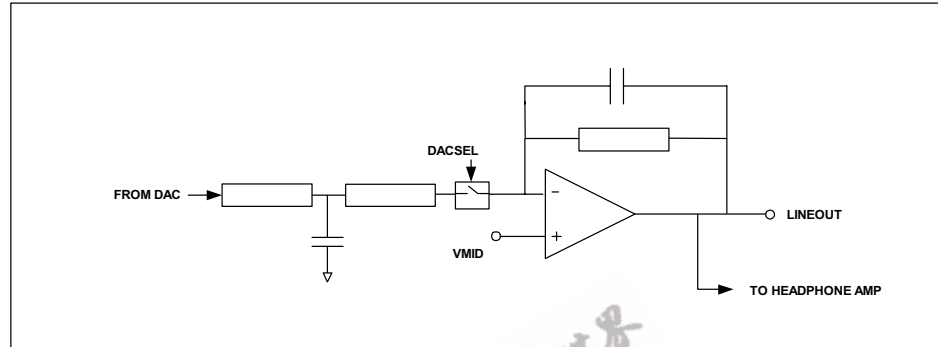 DACSEL
FROM DAC
−
+
VMID
LINEOUT
TO HEADPHONE AMP